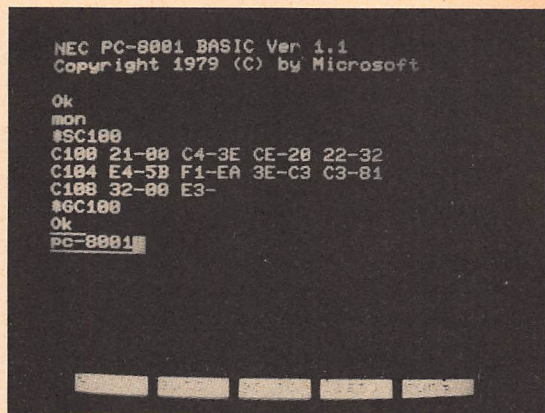 NEC PC-8001 BASIC Ver 1.1
Copyright 1979 (C) by Microsoft
Ok
mon
*SC100
C100 21-00 C4-3E CE-20 22-32
C104 E4-5B F1-EA 3E-C3 C3-81
C108 32-00 E3-
*GC100
Ok
pc-8001